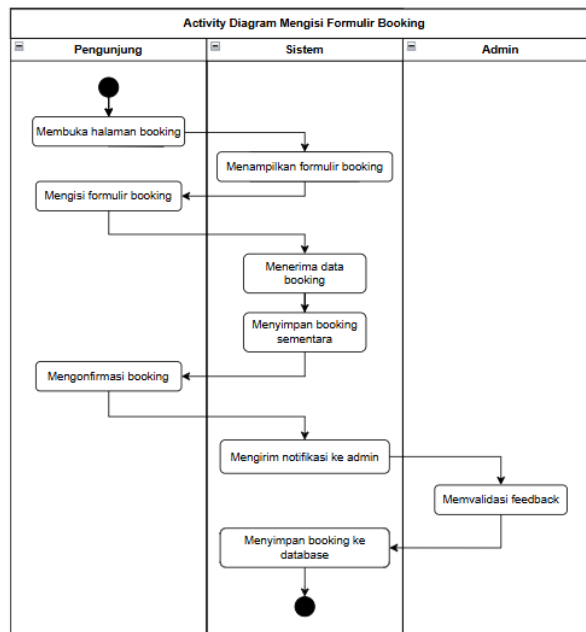 Activity Diagram Mengisi Formulir Booking
Pengunjung
Sistem
Admin
Membuka halaman booking
Menampilkan formulir booking
Mengisi formulir booking
Menerima data
booking
Menyimpan booking
sementara
Mengonfirmasi booking
Mengirim notifikasi ke admin
Memvalidasi feedback
Menyimpan booking ke
database